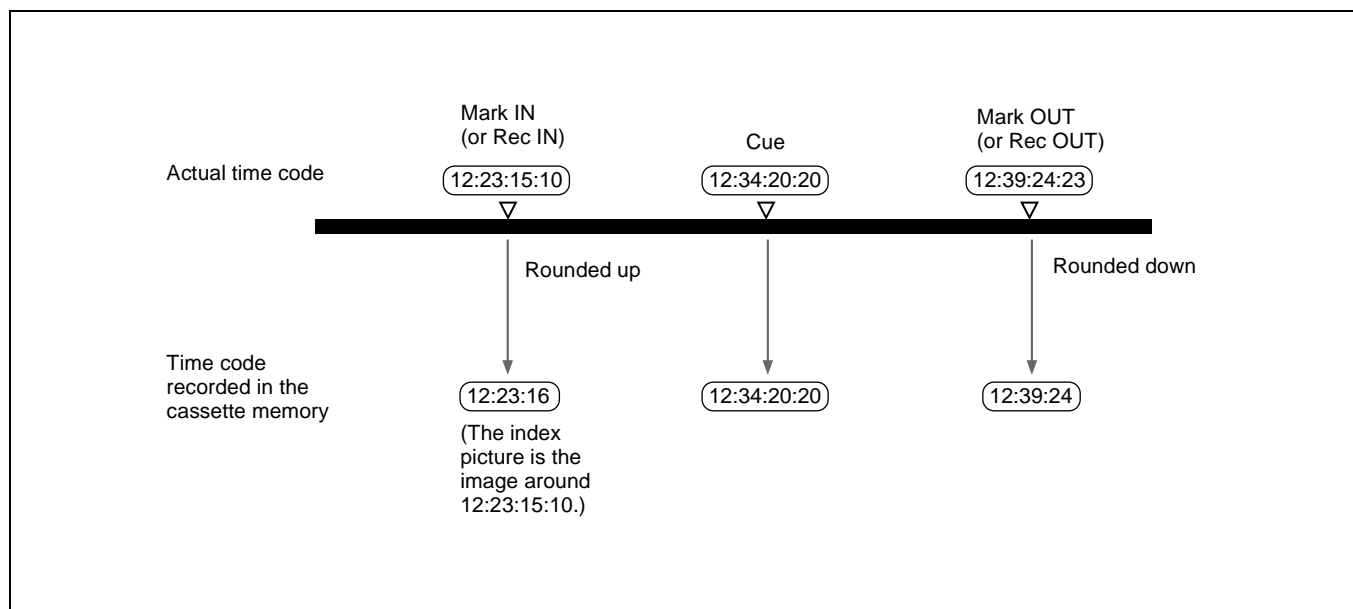 Mark IN
(or Rec IN)
Cue
Mark OUT
(or Rec OUT)
Actual time code
12:23:15:10
12:34:20:20
12:39:24:23
Rounded up
Rounded down
Time code
recorded in the
cassette memory
12:23:16
12:34:20:20
12:39:24
(The index
picture is the
image around
12:23:15:10.)